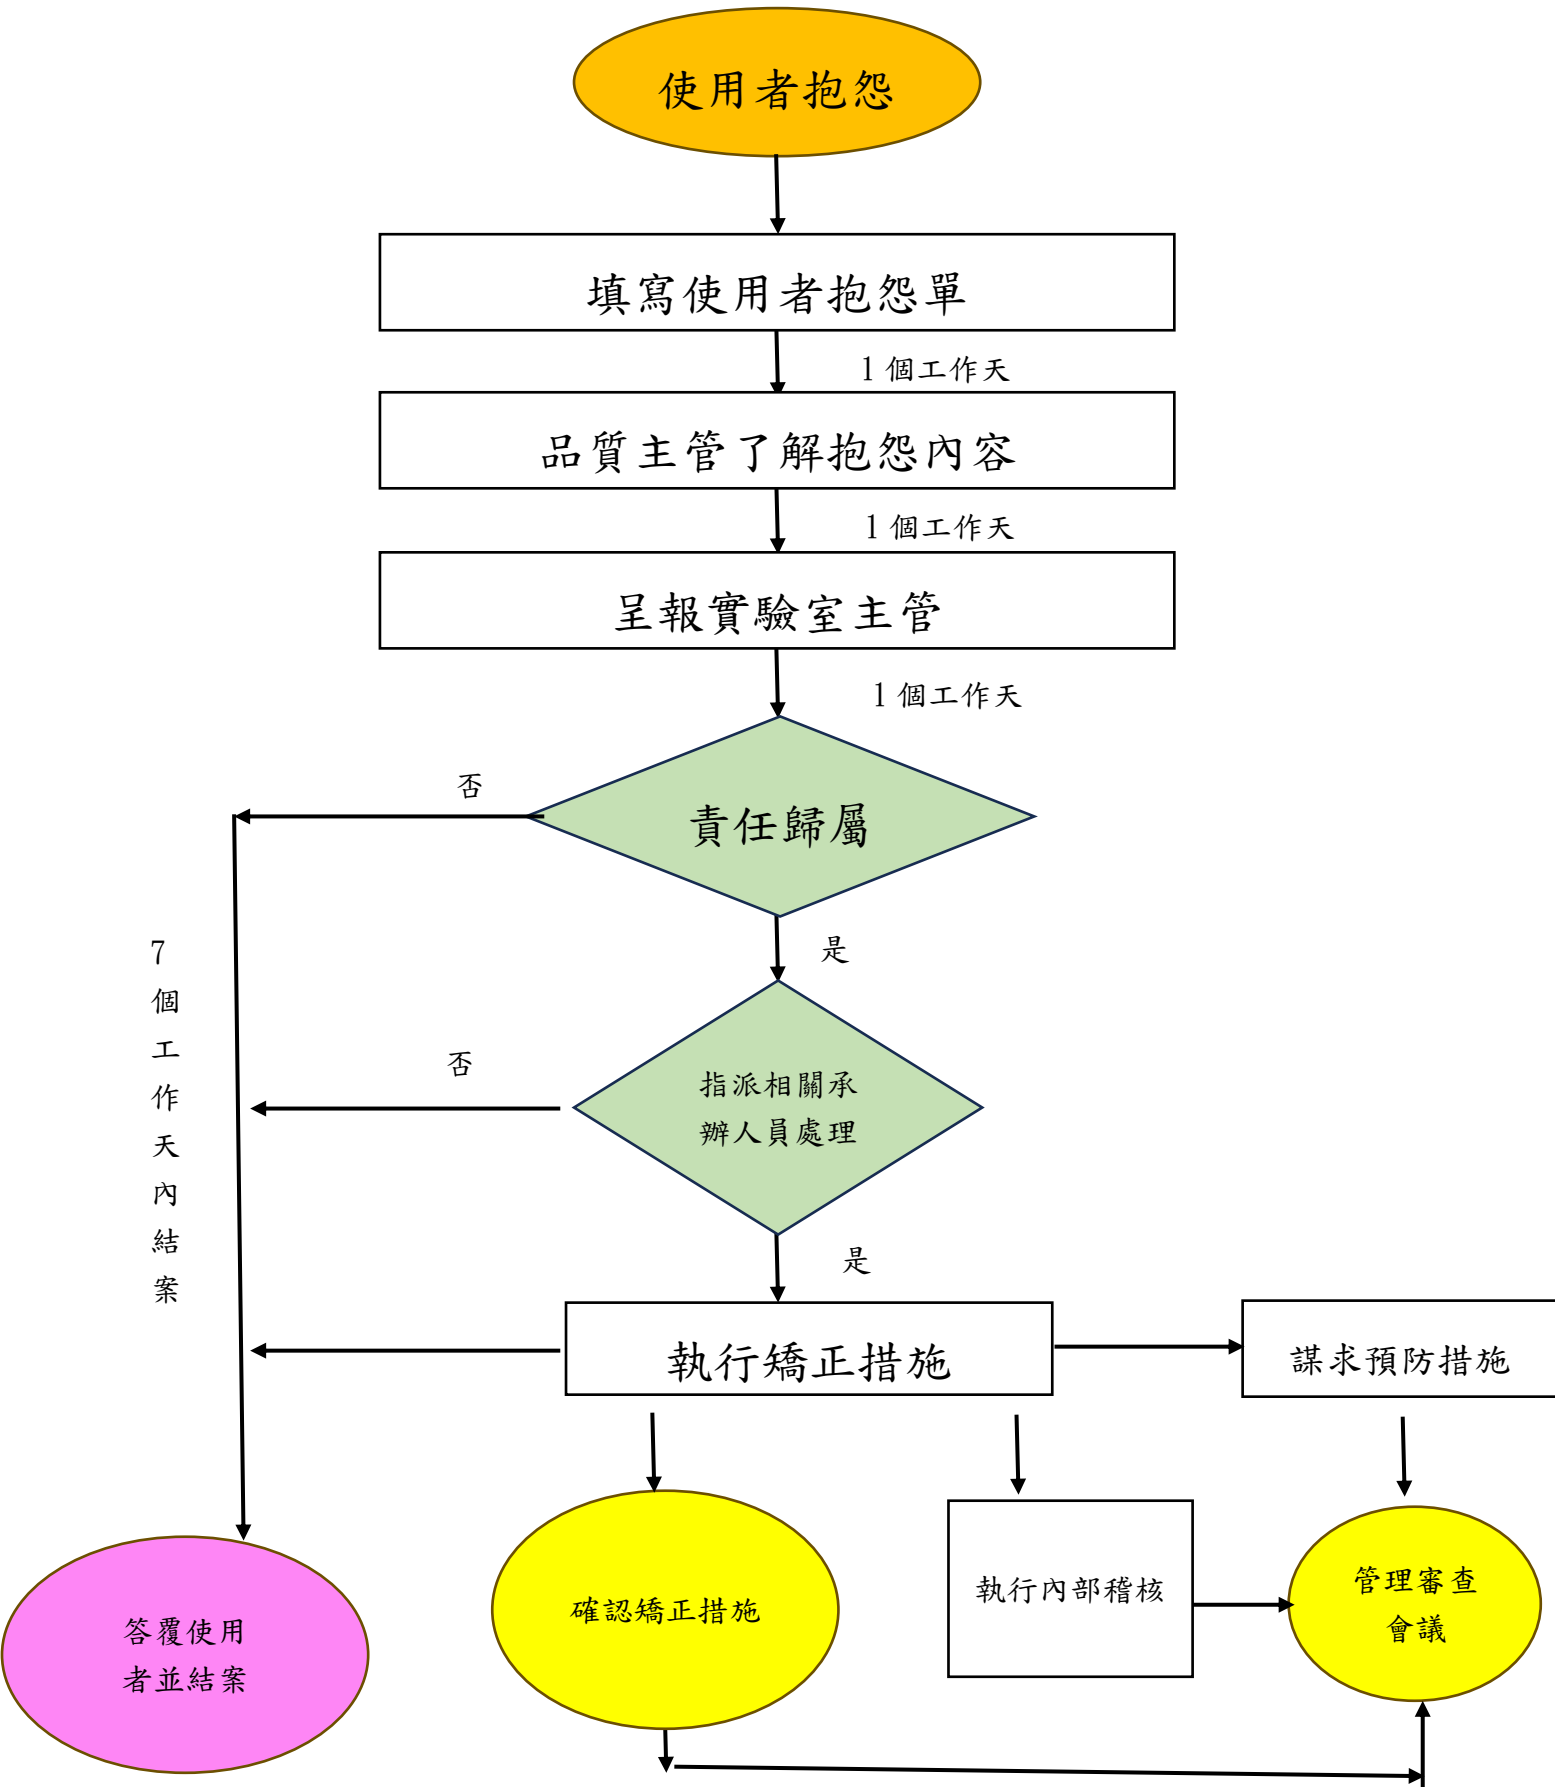 使用者抱怨
填寫使用者抱怨單
1 個工作天
品質主管了解抱怨內容
1 個工作天
呈報實驗室主管
1 個工作天
否
責任歸屬
是
7
個
工
作
天
內
結
案
否
指派相關承
辦人員處理
是
執行矯正措施
謀求預防措施
確認矯正措施
執行內部稽核
管理審查
會議
答覆使用
者並結案